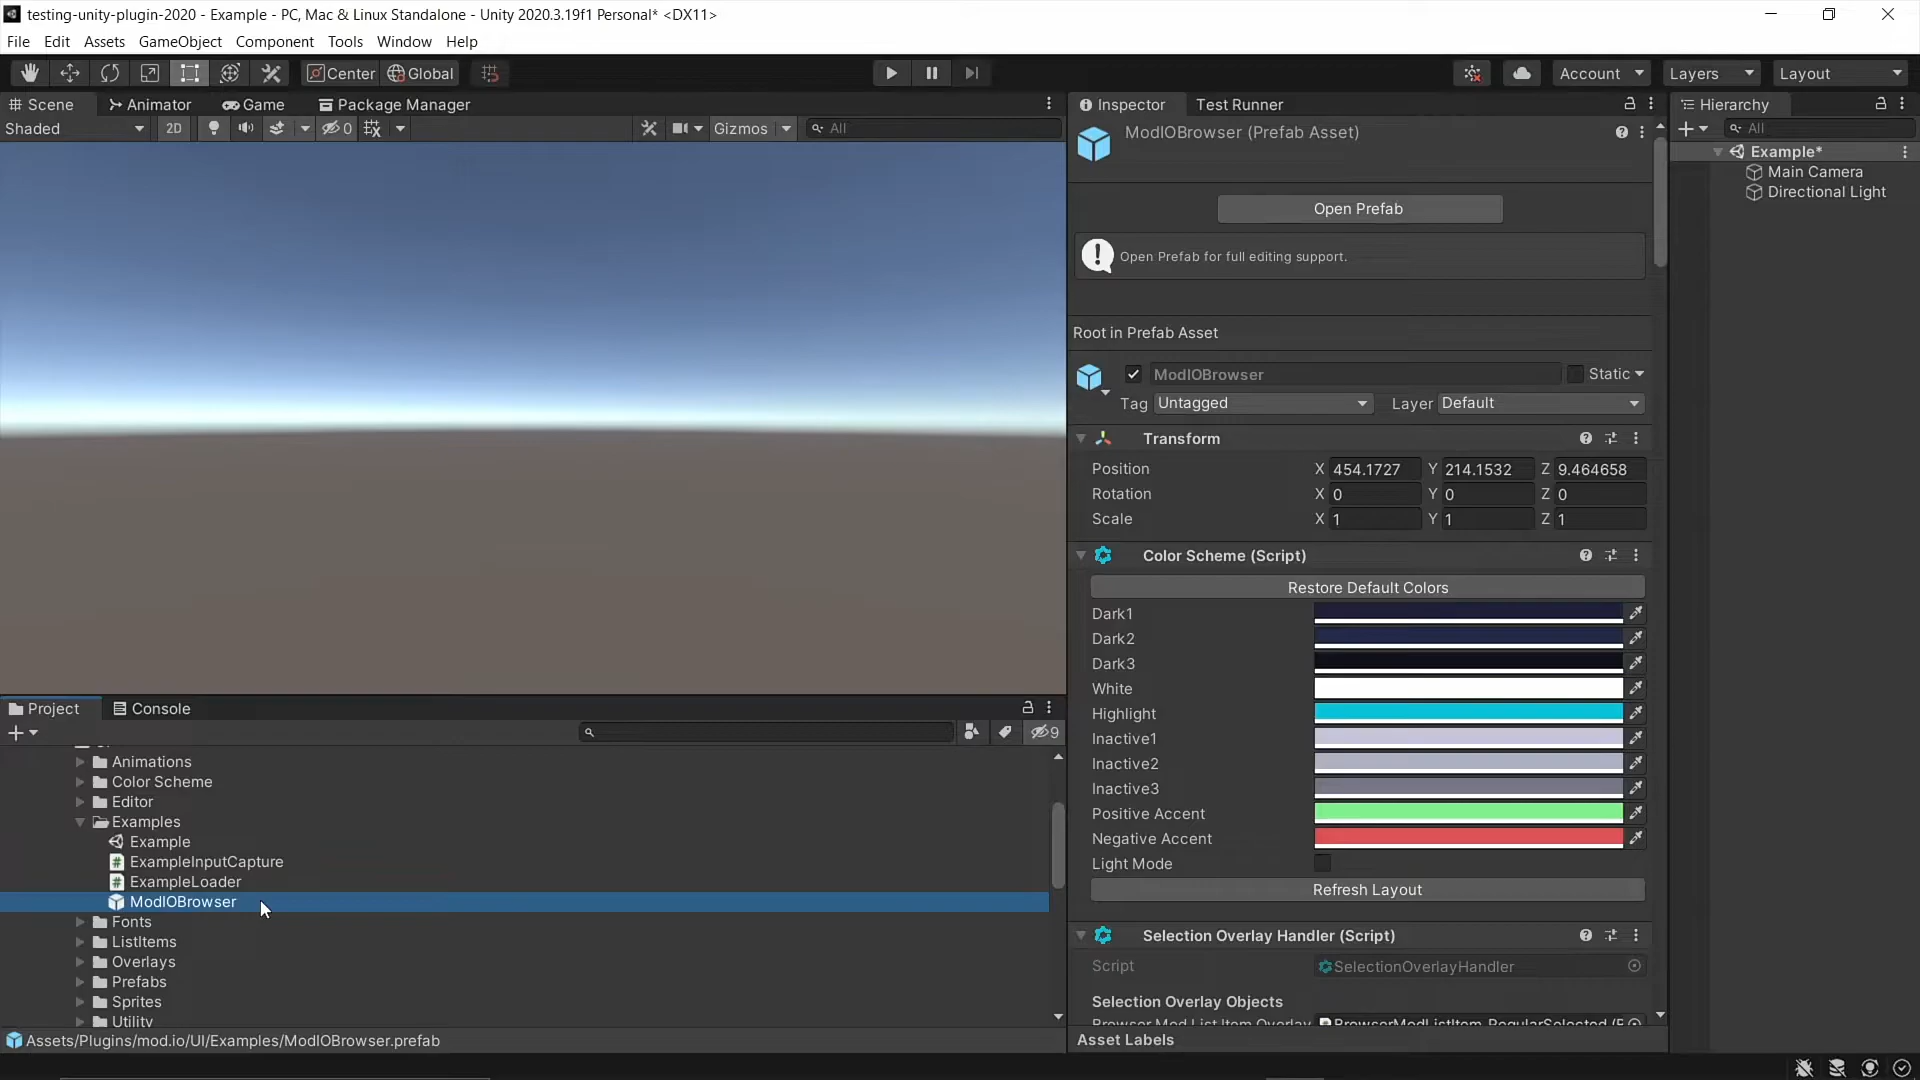 testing-unity-plugin-2020 - Example - PC, Mac & Linux Standalone - Unity 2020.3.19f1 Personal* <DX11>
File Edit Assets GameObject Component Tools Window Help
Center Global Account Layers Layout
Scene Animator Game Package Manager
Shaded 2D 0 Gizmos All
Inspector Test Runner
ModIOBrowser (Prefab Asset)
Open Prefab
Open Prefab for full editing support.
Root in Prefab Asset
ModIOBrowser Static
Tag Untagged Layer Default
Transform
Position X 454.1727 Y 214.1532 Z 9.464658
Rotation X 0 Y 0 Z 0
Scale X 1 Y 1 Z 1
Color Scheme (Script)
Restore Default Colors
Dark1
Dark2
Dark3
White
Highlight
Inactive1
Inactive2
Inactive3
Positive Accent
Negative Accent
Light Mode
Refresh Layout
Selection Overlay Handler (Script)
Script SelectionOverlayHandler
Selection Overlay Objects
Browser Mod List Item Overlay BrowserModListItem_RegularSelected (
Asset Labels
Hierarchy
All
Example*
Main Camera
Directional Light
Project Console
9
Animations
Color Scheme
Editor
Examples
Example
ExampleInputCapture
ExampleLoader
ModIOBrowser
Fonts
ListItems
Overlays
Prefabs
Sprites
Utility
Assets/Plugins/mod.io/UI/Examples/ModIOBrowser.prefab